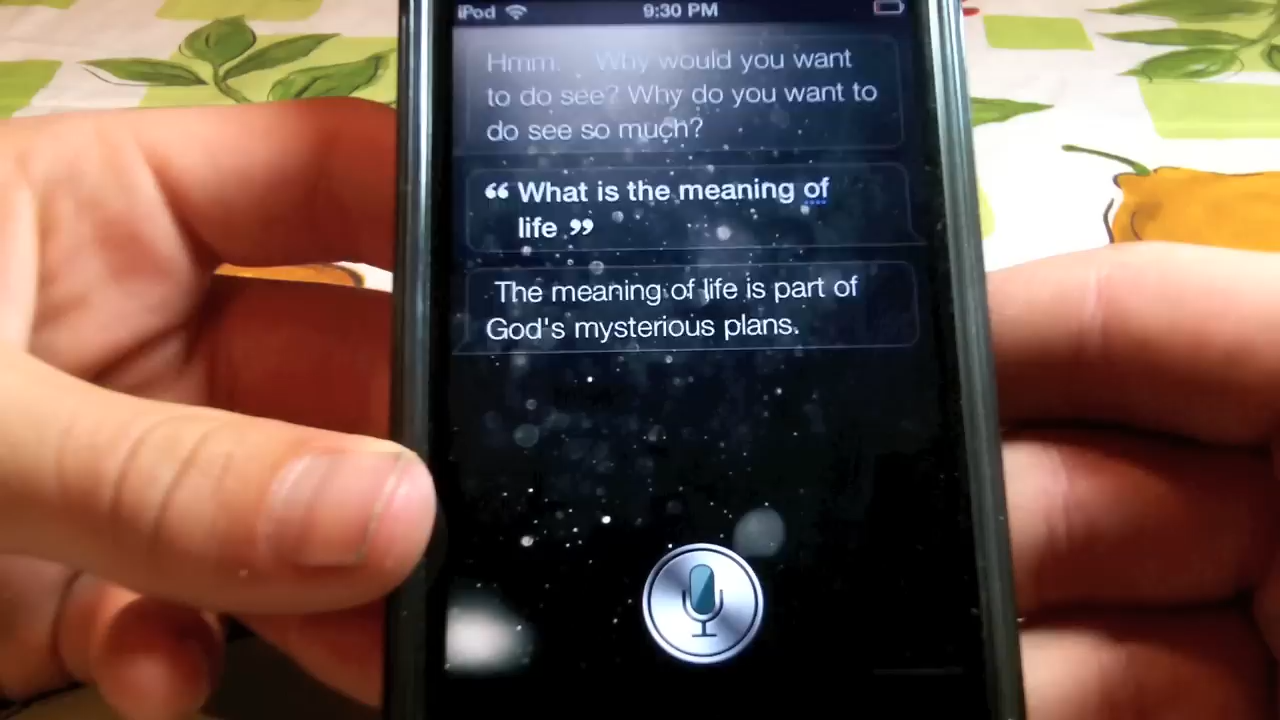 iPod 9:30 PM
Hmm. Why would you want
to do see? Why do you want to
do see so much?
“ What is the meaning of
life ”
The meaning of life is part of
God's mysterious plans.